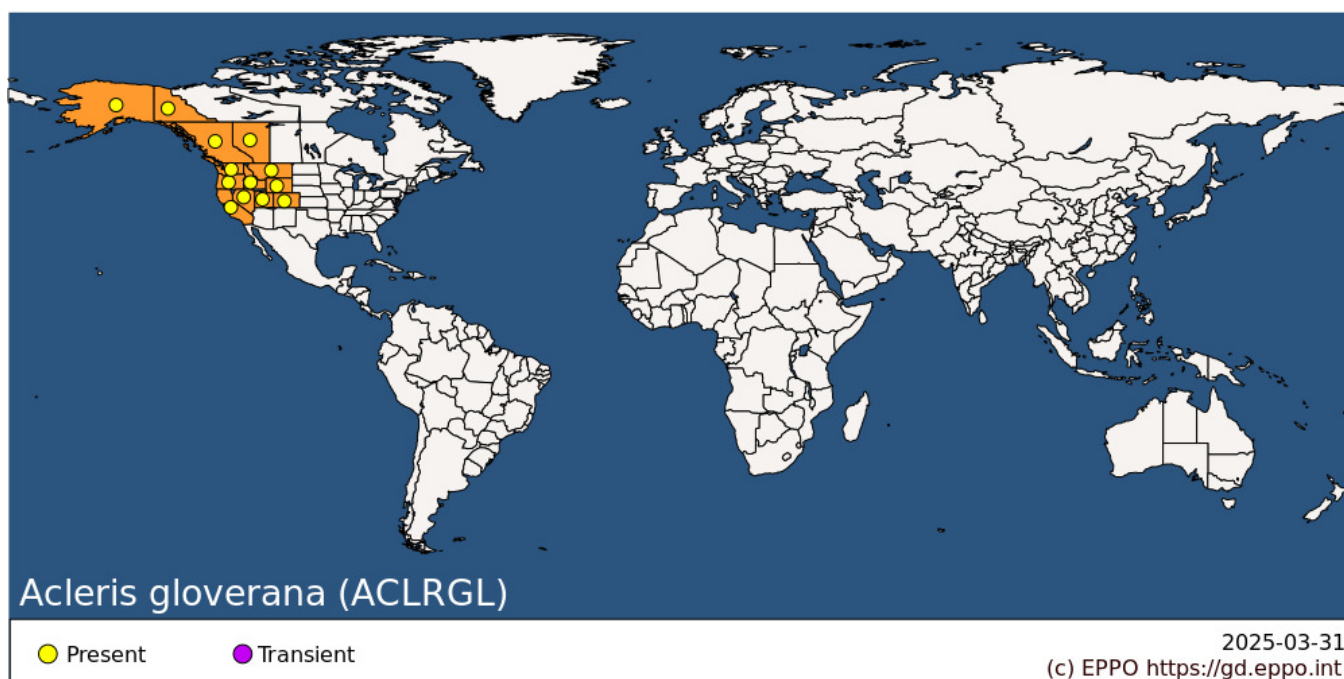 Acleris gloverana (ACLRGL)
Present
Transient
2025-03-31
(c) EPPO https://gd.eppo.int